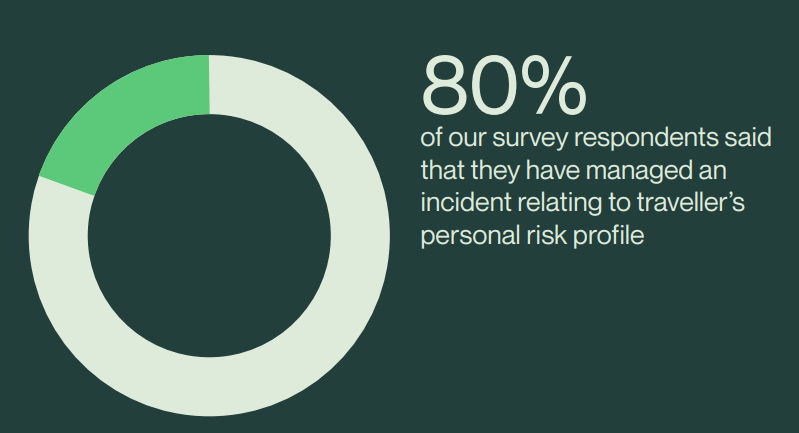 80%
of our survey respondents said
that they have managed an
incident relating to traveller’s
personal risk profile